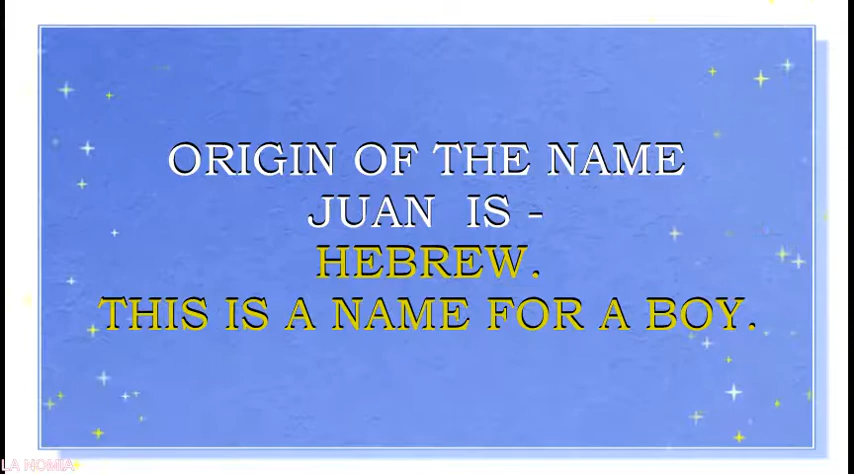 ORIGIN OF THE NAME
JUAN IS -
HEBREW.
THIS IS A NAME FOR A BOY.
LA NOMIA